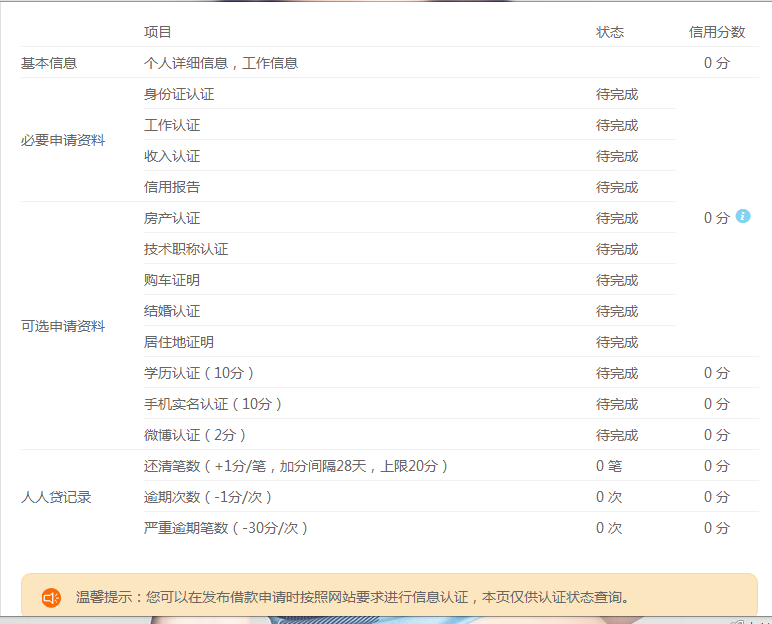 项目 状态 信用分数
基本信息 个人详细信息，工作信息 0 分
身份证认证 待完成
工作认证 待完成
必要申请资料
收入认证 待完成
信用报告 待完成
房产认证 待完成 0 分
技术职称认证 待完成
购车证明 待完成
结婚认证 待完成
可选申请资料
居住地证明 待完成
学历认证（10分） 待完成 0 分
手机实名认证（10分） 待完成 0 分
微博认证（2分） 待完成 0 分
还清笔数（+1分/笔，加分间隔28天，上限20分） 0 笔 0 分
人人贷记录 逾期次数（-1分/次） 0 次 0 分
严重逾期笔数（-30分/次） 0 次 0 分
温馨提示：您可以在发布借款申请时按照网站要求进行信息认证，本页仅供认证状态查询。